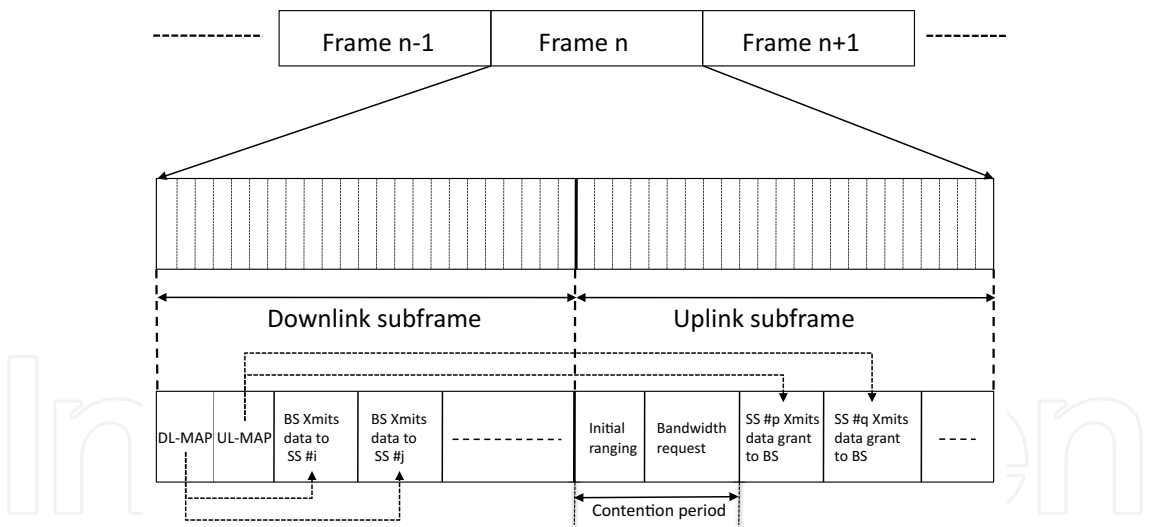 Frame n-1
Frame n
Frame n+1
Downlink subframe
Uplink subframe
DL-MAP
UL-MAP
BS Xmits
data to
SS #i
BS Xmits
data to
SS #j
Initial
ranging
Bandwidth
request
SS #p Xmits
data grant
to BS
SS #q Xmits
data grant
to BS
Contention period